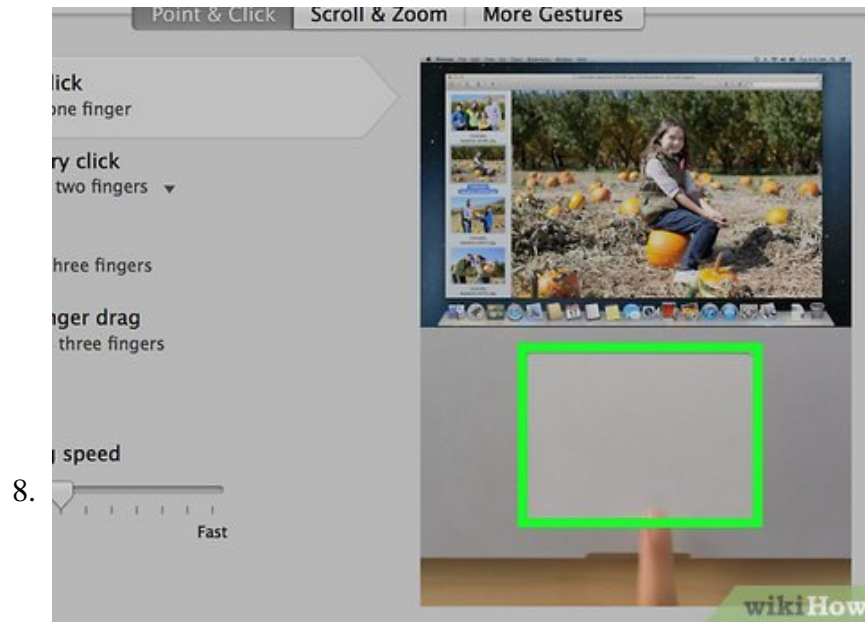 Point & Click Scroll & Zoom More Gestures
lick
one finger
ry click
two fingers
hree fingers
nger drag
three fingers
g speed
8.
Fast
wikiHow